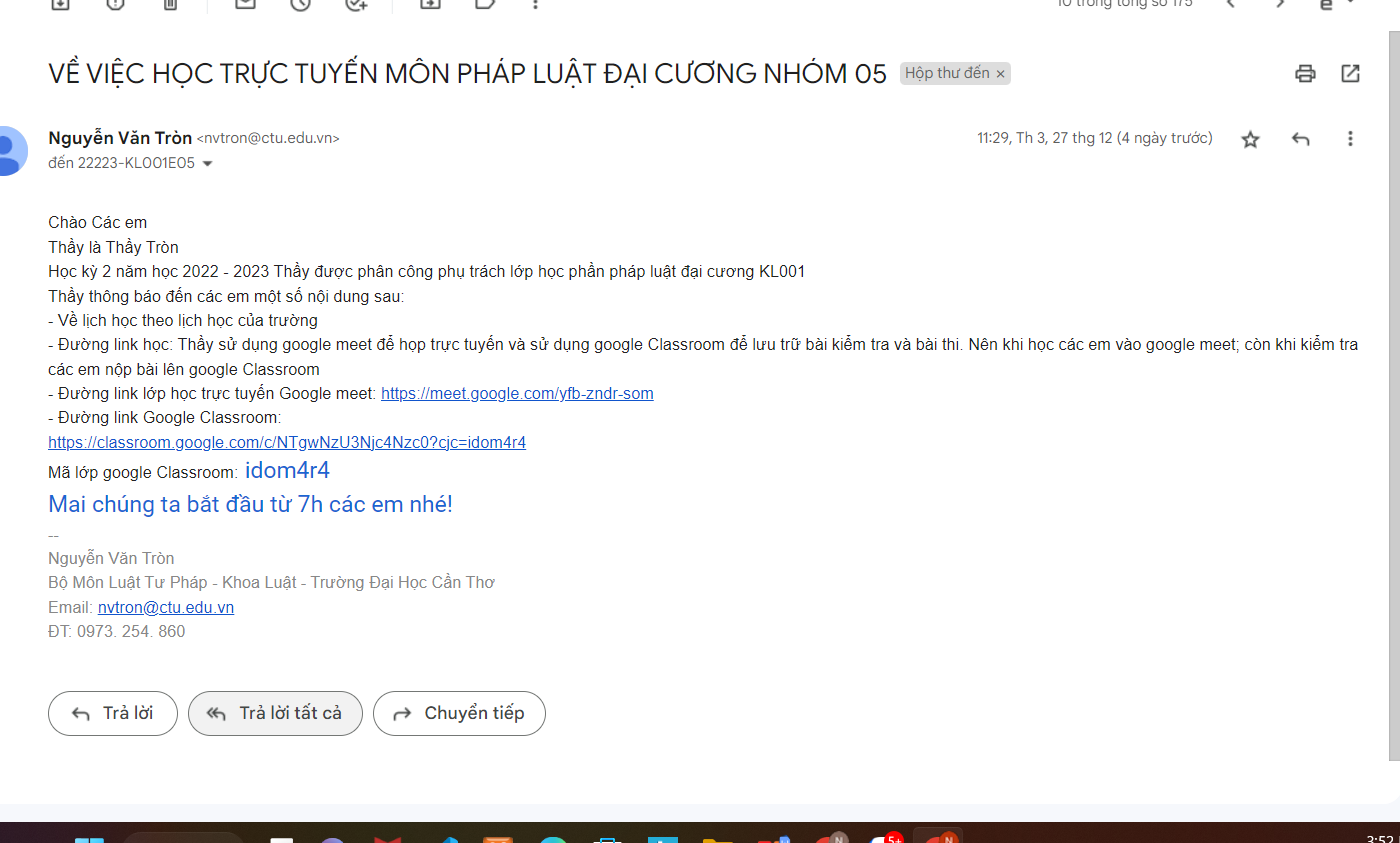 10 trong tổng số 175
VỀ VIỆC HỌC TRỰC TUYẾN MÔN PHÁP LUẬT ĐẠI CƯƠNG NHÓM 05 Hộp thư đến ×
Nguyễn Văn Tròn <nvtron@ctu.edu.vn> 11:29, Th 3, 27 thg 12 (4 ngày trước)
đến 22223-KL001E05
Chào Các em
Thầy là Thầy Tròn
Học kỳ 2 năm học 2022 - 2023 Thầy được phân công phụ trách lớp học phần pháp luật đại cương KL001
Thầy thông báo đến các em một số nội dung sau:
- Về lịch học theo lịch học của trường
- Đường link học: Thầy sử dụng google meet để họp trực tuyến và sử dụng google Classroom để lưu trữ bài kiểm tra và bài thi. Nên khi học các em vào google meet; còn khi kiểm tra
các em nộp bài lên google Classroom
- Đường link lớp học trực tuyến Google meet: https://meet.google.com/yfb-zndr-som
- Đường link Google Classroom:
https://classroom.google.com/c/NTgwNzU3Njc4Nzc0?cjc=idom4r4
Mã lớp google Classroom: idom4r4
Mai chúng ta bắt đầu từ 7h các em nhé!
--
Nguyễn Văn Tròn
Bộ Môn Luật Tư Pháp - Khoa Luật - Trường Đại Học Cần Thơ
Email: nvtron@ctu.edu.vn
ĐT: 0973. 254. 860
Trả lời Trả lời tất cả Chuyển tiếp
N 5+ N 3:52